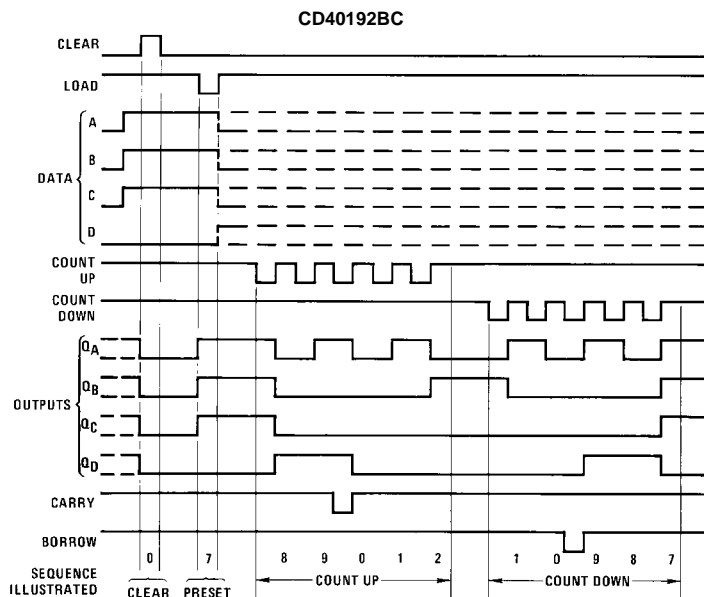 CD40192BC
CLEAR
LOAD
A
B
DATA
C
D
COUNT
UP
COUNT
DOWN
QA
QB
OUTPUTS
QC
QD
CARRY
BORROW
0 7 8 9 0 1 2 1 0 9 8 7
SEQUENCE
ILLUSTRATED
CLEAR PRESET COUNT UP COUNT DOWN